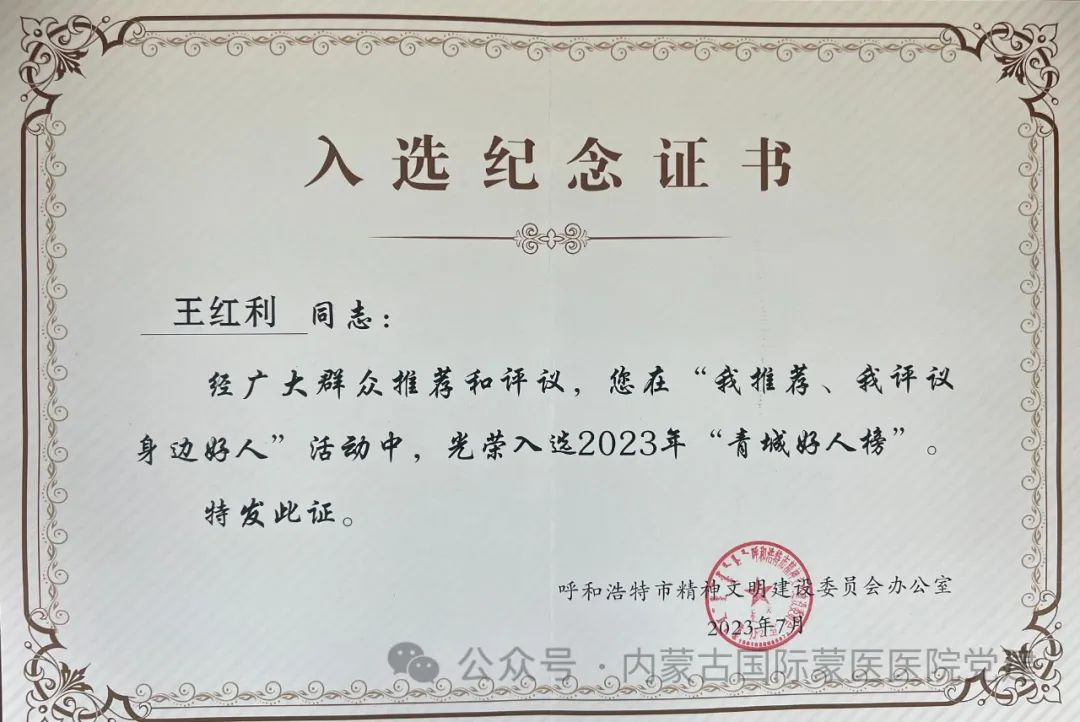 入选纪念证书
王红利 同志：
经广大群众推荐和评议，您在“我推荐、我评议
身边好人”活动中，光荣入选2023年“青城好人榜”。
特发此证。
呼和浩特市精神文明建设委员会办公室
2023年7月
公众号·内蒙古国际蒙医医院党建